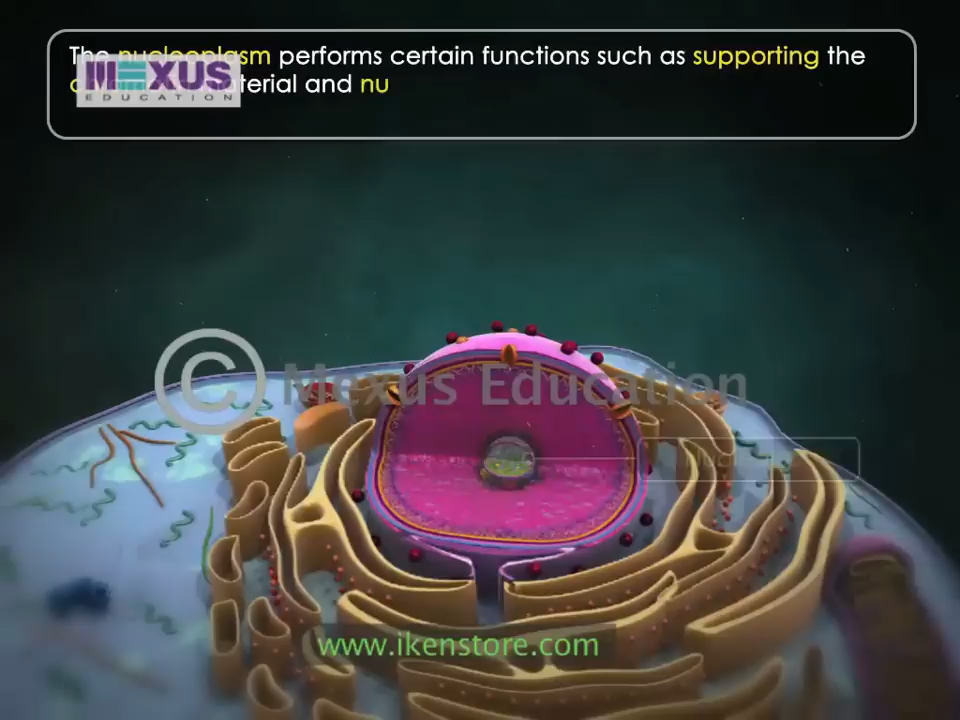 The nucleoplasm performs certain functions such as supporting the
material and nu
MEXUS
EDUCATION
© Mexus Education
www.ikenstore.com